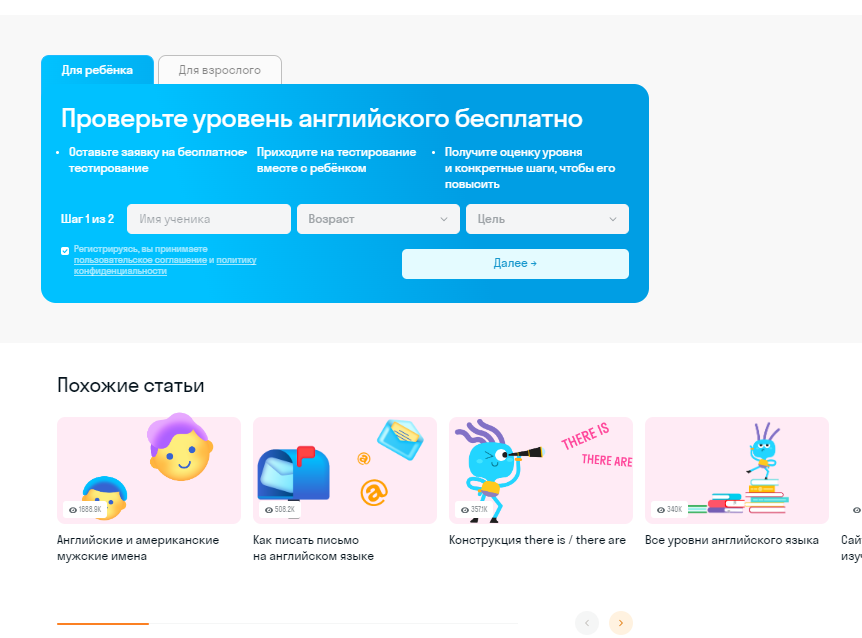 Для ребёнка
Для взрослого
Проверьте уровень английского бесплатно
• Оставьте заявку на бесплатное
тестирование
• Приходите на тестирование
вместе с ребёнком
• Получите оценку уровня
и конкретные шаги, чтобы его
повысить
Шаг 1 из 2
Имя ученика
Возраст
Цель
Регистрируясь, вы принимаете
пользовательское соглашение и политику
конфиденциальности
Далее →
Похожие статьи
1688.9K
@
@
508.2K
THERE IS
THERE ARE
357.1K
340K
Английские и американские
мужские имена
Как писать письмо
на английском языке
Конструкция there is / there are
Все уровни английского языка